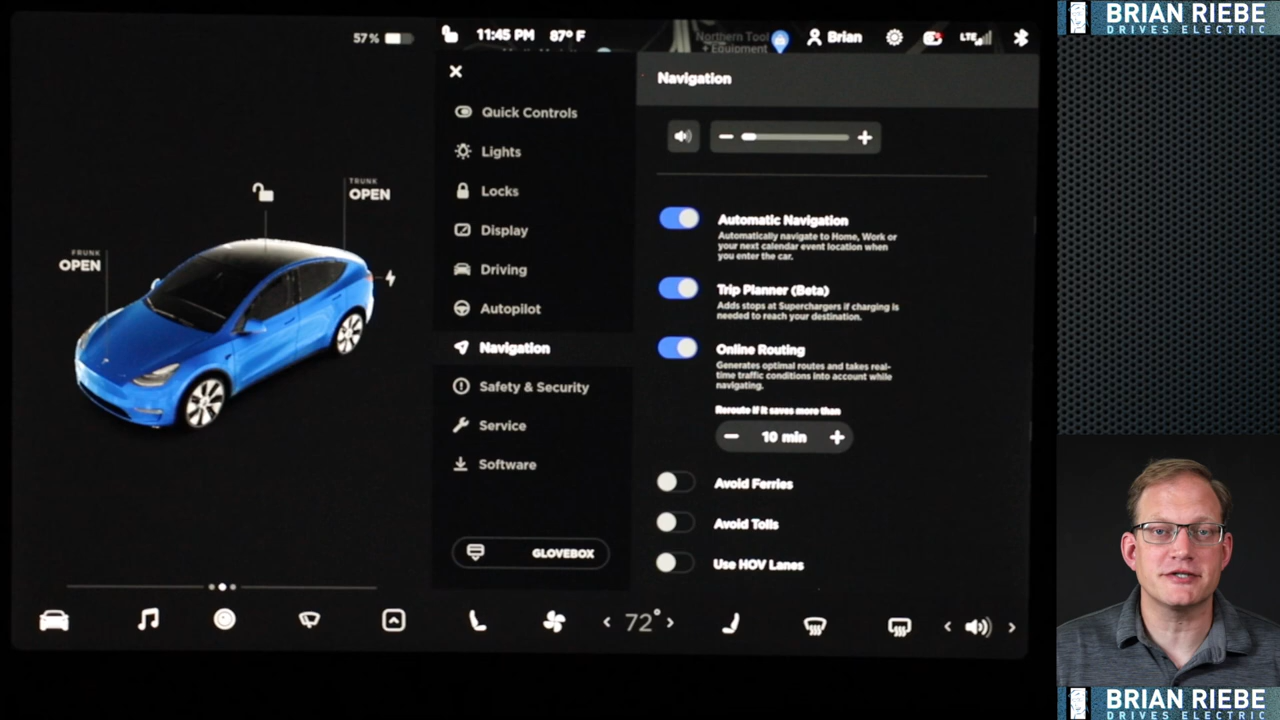 57 %
11:45 PM
87° F
Northern Tool
+ Equipment
Brian
LTE
Navigation
Quick Controls
Lights
Locks
Display
Driving
Autopilot
Navigation
Safety & Security
Service
Software
GLOVEBOX
TRUNK
OPEN
FRUNK
OPEN
Automatic Navigation
Automatically navigate to Home, Work or
your next calendar event location when
you enter the car.
Trip Planner (Beta)
Adds stops at Superchargers if charging is
needed to reach your destination.
Online Routing
Generates optimal routes and takes real-
time traffic conditions into account while
navigating.
Reroute if it saves more than
10 min
Avoid Ferries
Avoid Tolls
Use HOV Lanes
72°
BRIAN RIEBE
DRIVES ELECTRIC
BRIAN RIEBE
DRIVES ELECTRIC